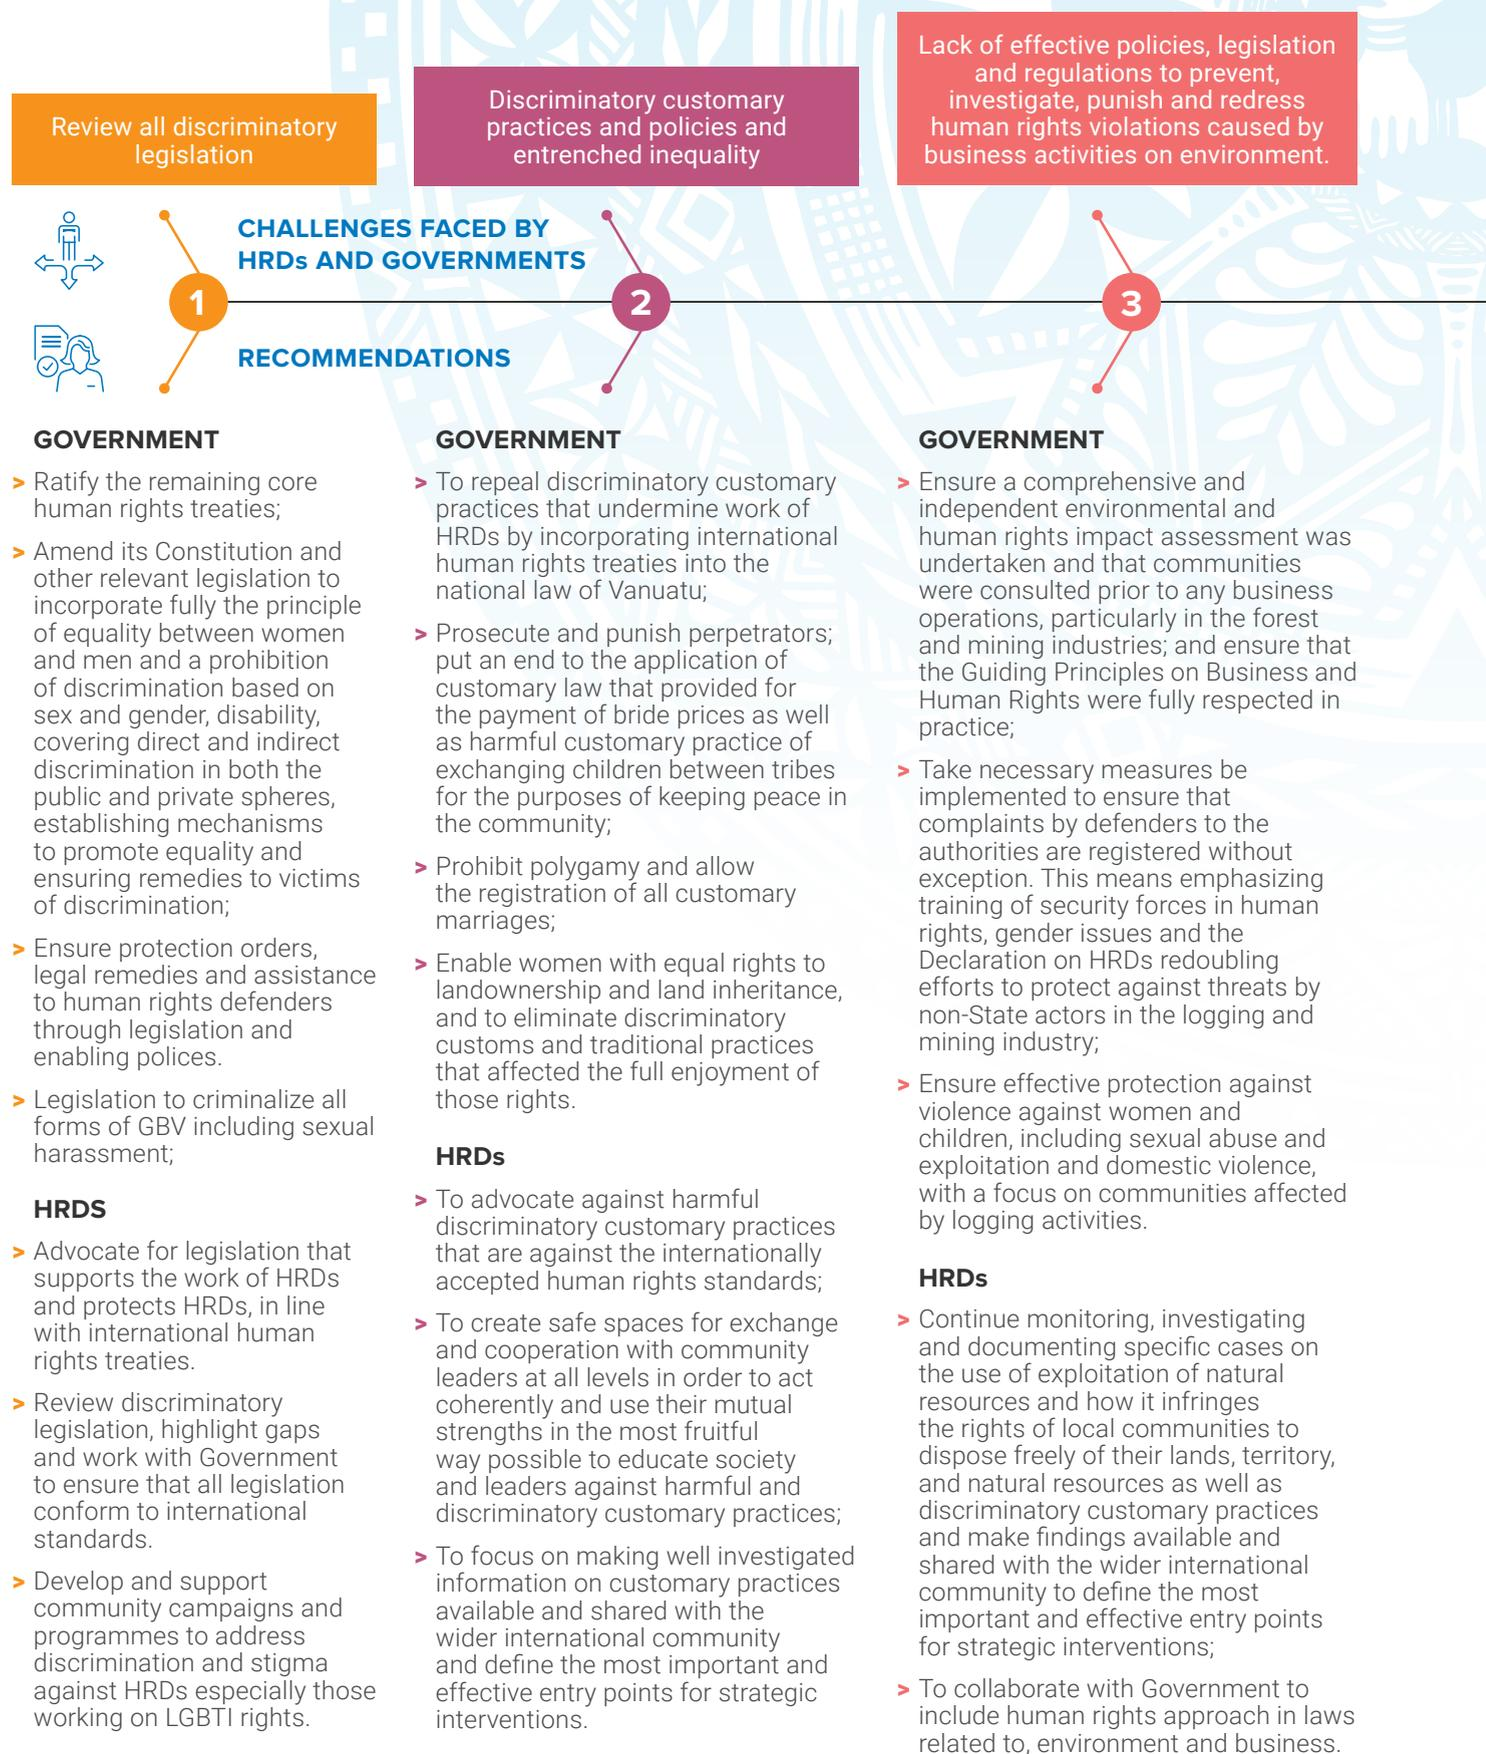 Review all discriminatory
legislation
Discriminatory customary
practices and policies and
entrenched inequality
Lack of effective policies, legislation
and regulations to prevent,
investigate, punish and redress
human rights violations caused by
business activities on environment.
CHALLENGES FACED BY
HRDs AND GOVERNMENTS
1
2
3
RECOMMENDATIONS
GOVERNMENT
> Ratify the remaining core
human rights treaties;
> Amend its Constitution and
other relevant legislation to
incorporate fully the principle
of equality between women
and men and a prohibition
of discrimination based on
sex and gender, disability,
covering direct and indirect
discrimination in both the
public and private spheres,
establishing mechanisms
to promote equality and
ensuring remedies to victims
of discrimination;
> Ensure protection orders,
legal remedies and assistance
to human rights defenders
through legislation and
enabling polices.
> Legislation to criminalize all
forms of GBV including sexual
harassment;
HRDS
> Advocate for legislation that
supports the work of HRDs
and protects HRDs, in line
with international human
rights treaties.
> Review discriminatory
legislation, highlight gaps
and work with Government
to ensure that all legislation
conform to international
standards.
> Develop and support
community campaigns and
programmes to address
discrimination and stigma
against HRDs especially those
working on LGBTI rights.
GOVERNMENT
> To repeal discriminatory customary
practices that undermine work of
HRDs by incorporating international
human rights treaties into the
national law of Vanuatu;
> Prosecute and punish perpetrators;
put an end to the application of
customary law that provided for
the payment of bride prices as well
as harmful customary practice of
exchanging children between tribes
for the purposes of keeping peace in
the community;
> Prohibit polygamy and allow
the registration of all customary
marriages;
> Enable women with equal rights to
landownership and land inheritance,
and to eliminate discriminatory
customs and traditional practices
that affected the full enjoyment of
those rights.
HRDs
> To advocate against harmful
discriminatory customary practices
that are against the internationally
accepted human rights standards;
> To create safe spaces for exchange
and cooperation with community
leaders at all levels in order to act
coherently and use their mutual
strengths in the most fruitful
way possible to educate society
and leaders against harmful and
discriminatory customary practices;
> To focus on making well investigated
information on customary practices
available and shared with the
wider international community
and define the most important and
effective entry points for strategic
interventions.
GOVERNMENT
> Ensure a comprehensive and
independent environmental and
human rights impact assessment was
undertaken and that communities
were consulted prior to any business
operations, particularly in the forest
and mining industries; and ensure that
the Guiding Principles on Business and
Human Rights were fully respected in
practice;
> Take necessary measures be
implemented to ensure that
complaints by defenders to the
authorities are registered without
exception. This means emphasizing
training of security forces in human
rights, gender issues and the
Declaration on HRDs redoubling
efforts to protect against threats by
non-State actors in the logging and
mining industry;
> Ensure effective protection against
violence against women and
children, including sexual abuse and
exploitation and domestic violence,
with a focus on communities affected
by logging activities.
HRDs
> Continue monitoring, investigating
and documenting specific cases on
the use of exploitation of natural
resources and how it infringes
the rights of local communities to
dispose freely of their lands, territory,
and natural resources as well as
discriminatory customary practices
and make findings available and
shared with the wider international
community to define the most
important and effective entry points
for strategic interventions;
> To collaborate with Government to
include human rights approach in laws
related to, environment and business.